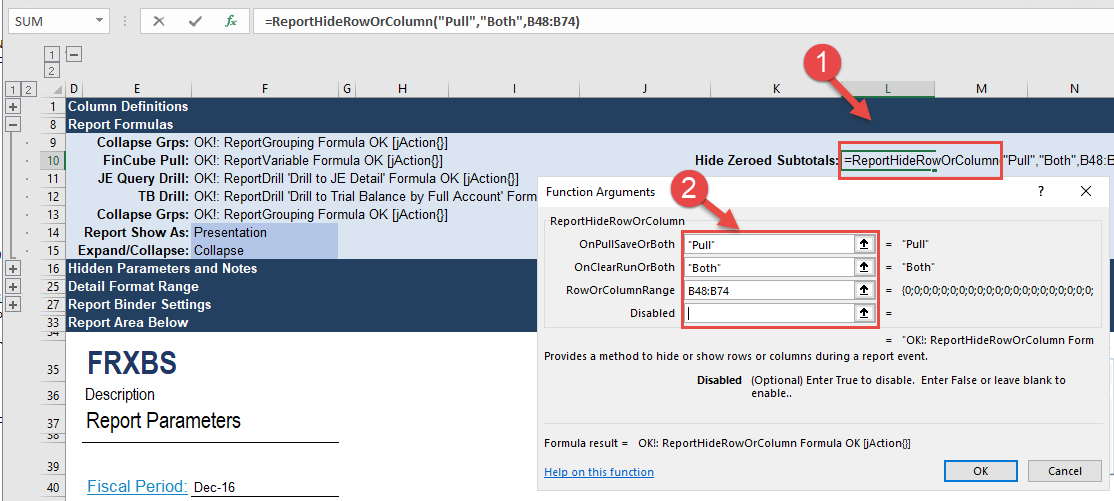 SUM =ReportHideRowOrColumn("Pull","Both",B48:B74)
1
2
1 2 D E F G H I J K L M N
1 Column Definitions
8 Report Formulas
9 Collapse Grps: OK!: ReportGrouping Formula OK [jAction{}]
10 FinCube Pull: OK!: ReportVariable Formula OK [jAction{}] Hide Zeroed Subtotals: =ReportHideRowOrColumn("Pull","Both",B48:B
11 JE Query Drill: OK!: ReportDrill 'Drill to JE Detail' Formula OK [jAction{}]
12 TB Drill: OK!: ReportDrill 'Drill to Trial Balance by Full Account' Form
13 Collapse Grps: OK!: ReportGrouping Formula OK [jAction{}]
14 Report Show As: Presentation
15 Expand/Collapse: Collapse
16 Hidden Parameters and Notes
25 Detail Format Range
27 Report Binder Settings
33 Report Area Below
34
35 FRXBS
36 Description
37 Report Parameters
38
39
40 Fiscal Period: Dec-16
1
2
Function Arguments ?
ReportHideRowOrColumn
OnPullSaveOrBoth "Pull" = "Pull"
OnClearRunOrBoth "Both" = "Both"
RowOrColumnRange B48:B74 = {0;0;0;0;0;0;0;0;0;0;0;0;0;0;0;0;0;0;0;
Disabled =
= "OK!: ReportHideRowOrColumn Form
Provides a method to hide or show rows or columns during a report event.
Disabled (Optional) Enter True to disable. Enter False or leave blank to
enable..
Formula result = OK!: ReportHideRowOrColumn Formula OK [jAction{}]
Help on this function OK Cancel